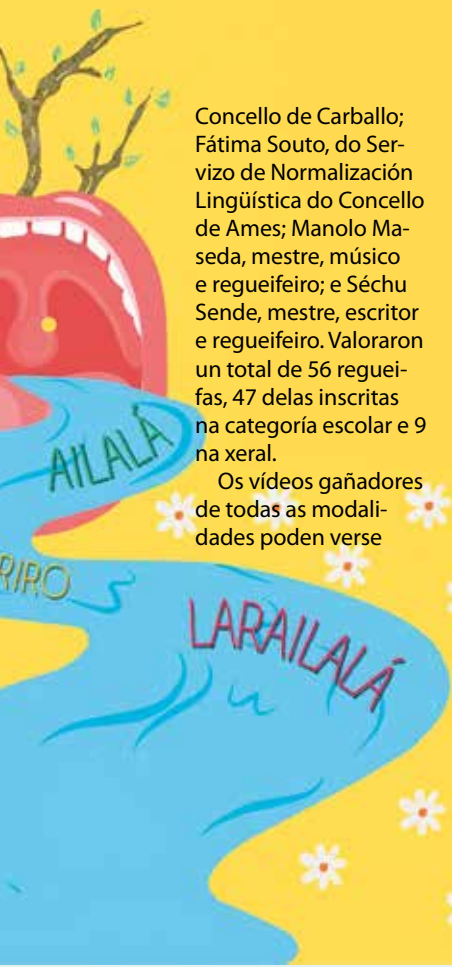 Concello de Carballo;
Fátima Souto, do Ser-
vizo de Normalización
Lingüística do Concello
de Ames; Manolo Ma-
seda, mestre, músico
e regueifeiro; e Séchu
Sende, mestre, escritor
e regueifeiro. Valoraron
un total de 56 reguei-
fas, 47 delas inscritas
na categoría escolar e 9
na xeral.
Os vídeos gañadores
de todas as modali-
dades poden verse
AILALÁ
RIRO
LARAILALÁ